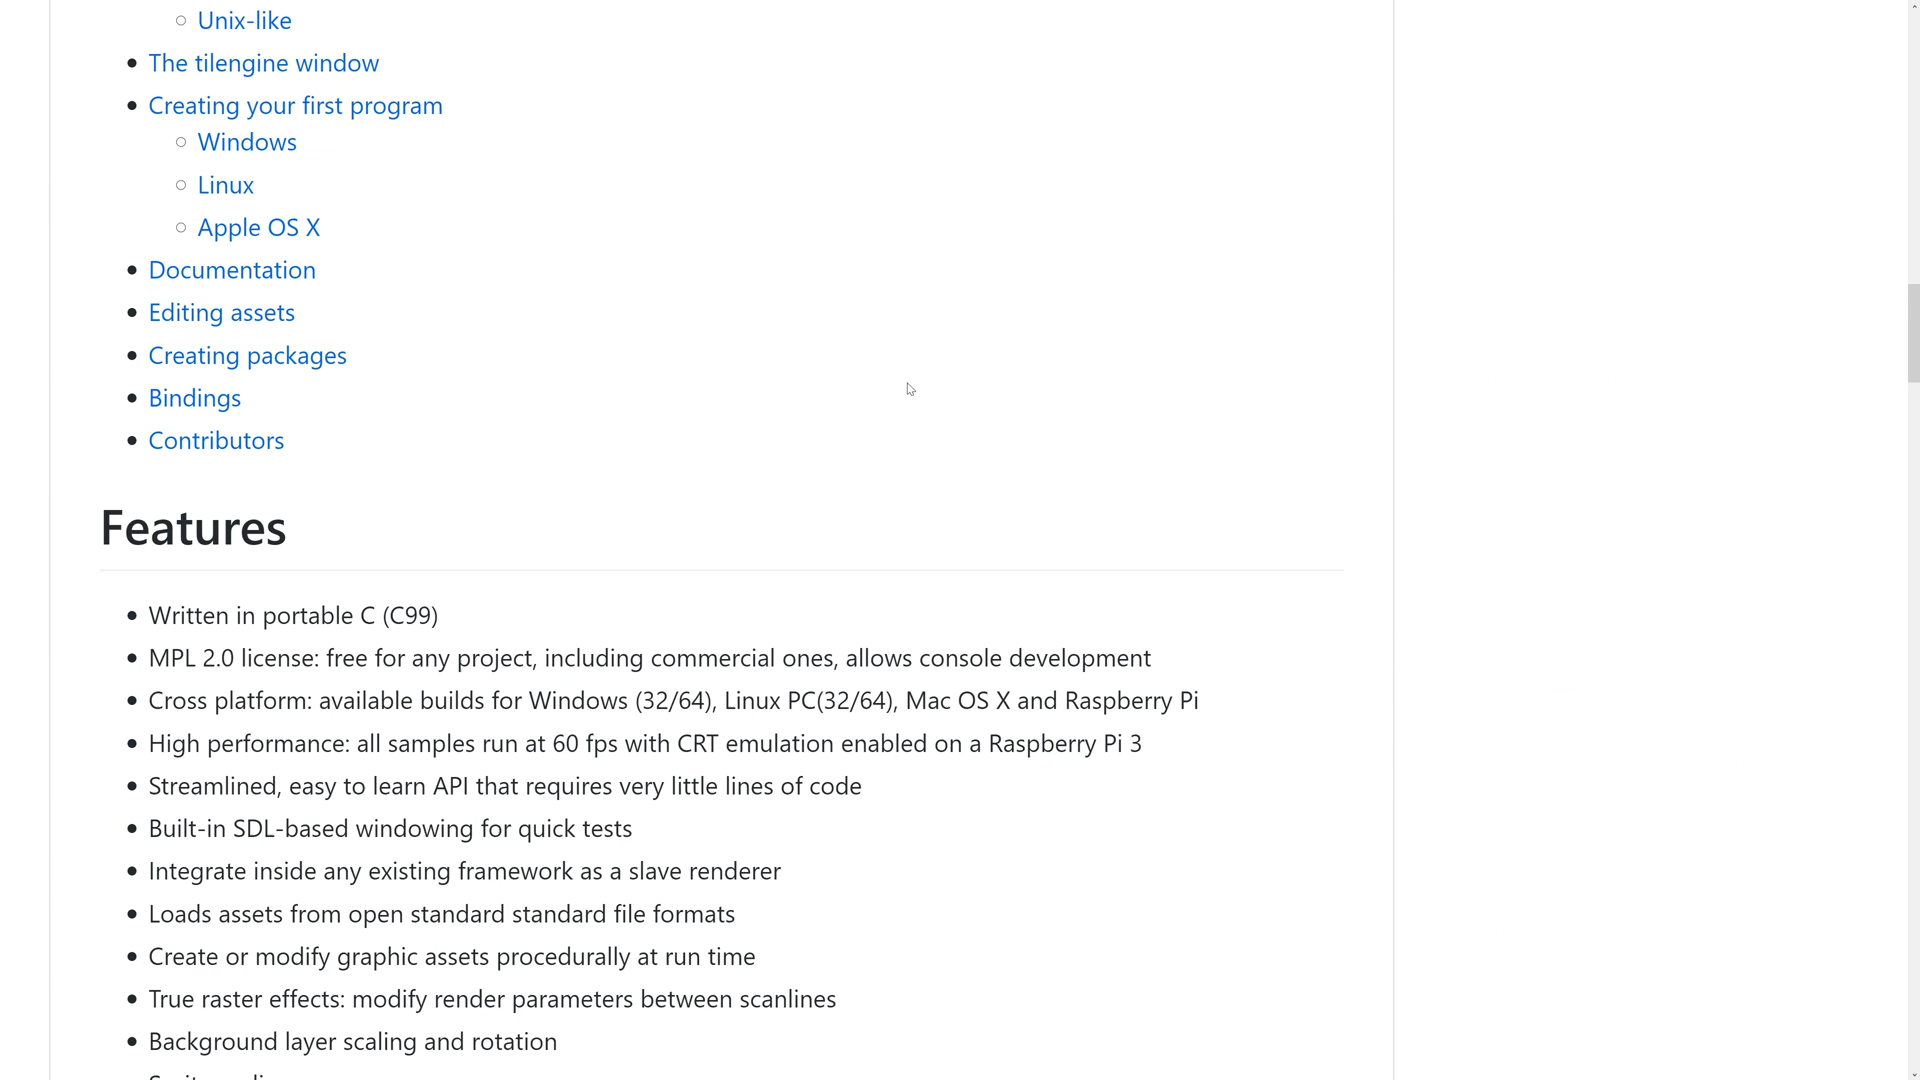 Unix-like
The tilengine window
Creating your first program
Windows
Linux
Apple OS X
Documentation
Editing assets
Creating packages
Bindings
Contributors
Features
Written in portable C (C99)
MPL 2.0 license: free for any project, including commercial ones, allows console development
Cross platform: available builds for Windows (32/64), Linux PC(32/64), Mac OS X and Raspberry Pi
High performance: all samples run at 60 fps with CRT emulation enabled on a Raspberry Pi 3
Streamlined, easy to learn API that requires very little lines of code
Built-in SDL-based windowing for quick tests
Integrate inside any existing framework as a slave renderer
Loads assets from open standard standard file formats
Create or modify graphic assets procedurally at run time
True raster effects: modify render parameters between scanlines
Background layer scaling and rotation